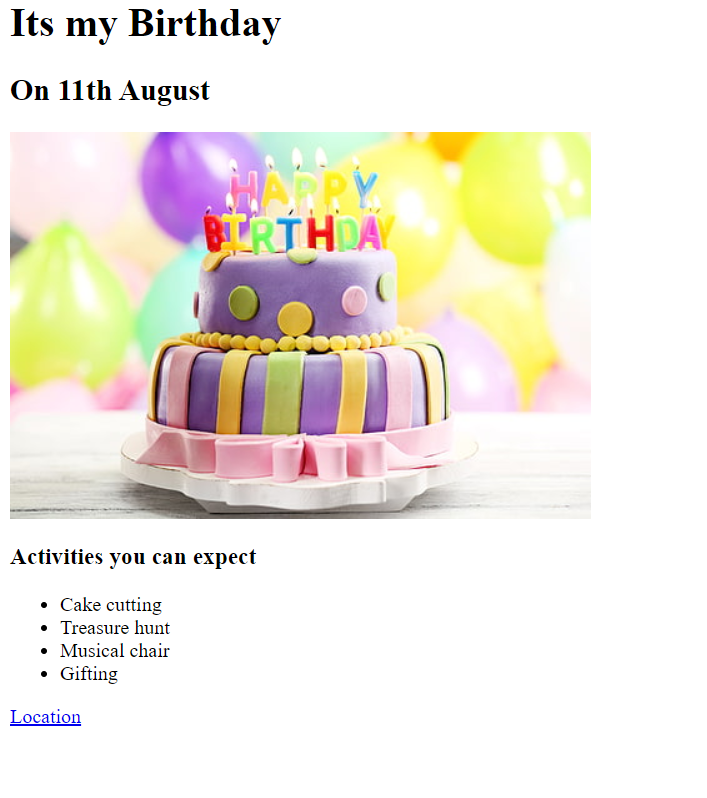 Its my Birthday
On 11th August
HAPPY
BIRTHDAY
Activities you can expect
Cake cutting
Treasure hunt
Musical chair
Gifting
Location